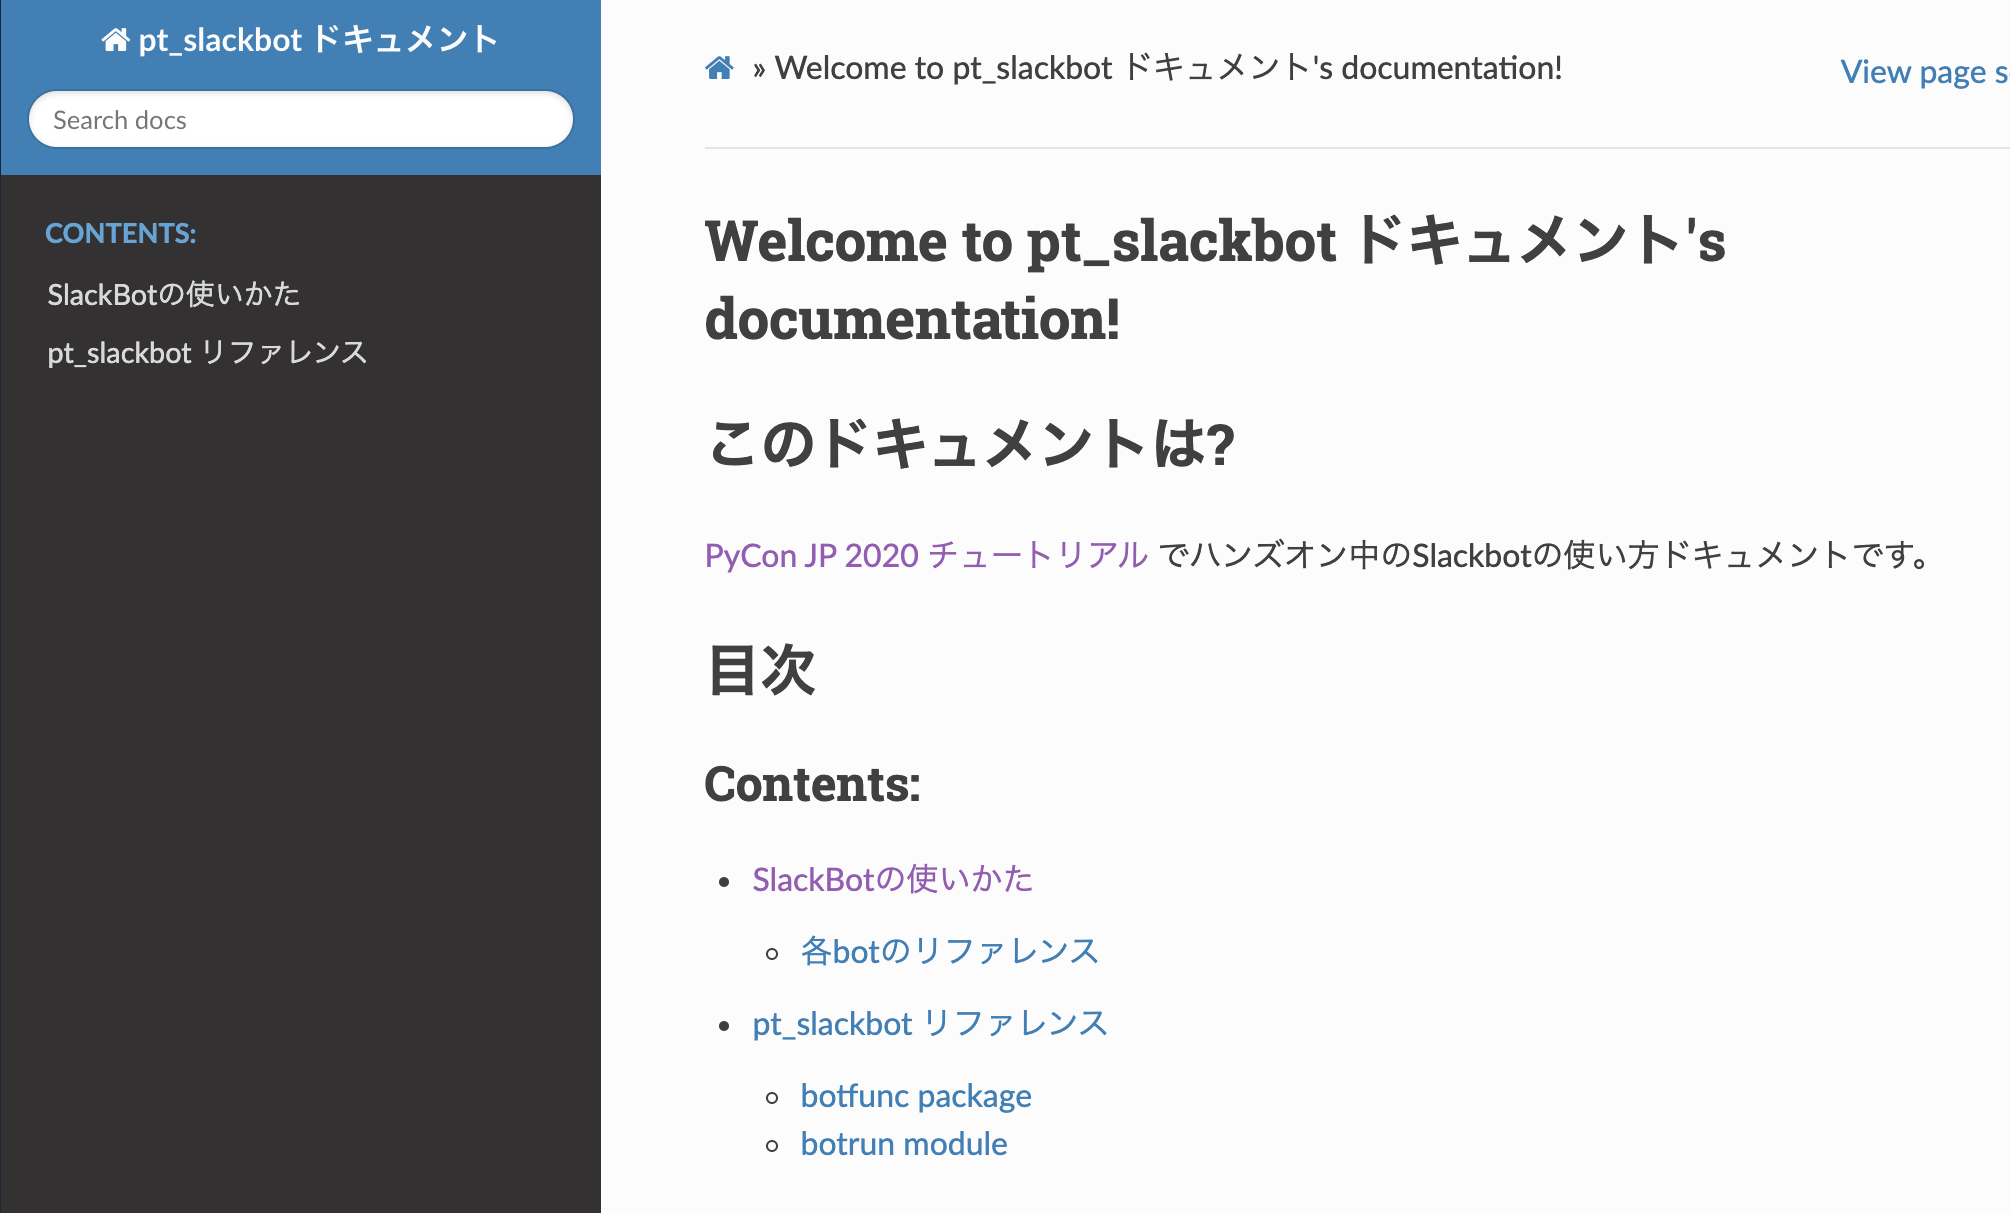 pt_slackbot ドキュメント
Search docs
CONTENTS:
SlackBotの使いかた
pt_slackbot リファレンス
» Welcome to pt_slackbot ドキュメント's documentation!
View page s
Welcome to pt_slackbot ドキュメント's
documentation!
このドキュメントは?
PyCon JP 2020 チュートリアル でハンズオン中のSlackbotの使い方ドキュメントです。
目次
Contents:
SlackBotの使いかた
各botのリファレンス
pt_slackbot リファレンス
botfunc package
botrun module